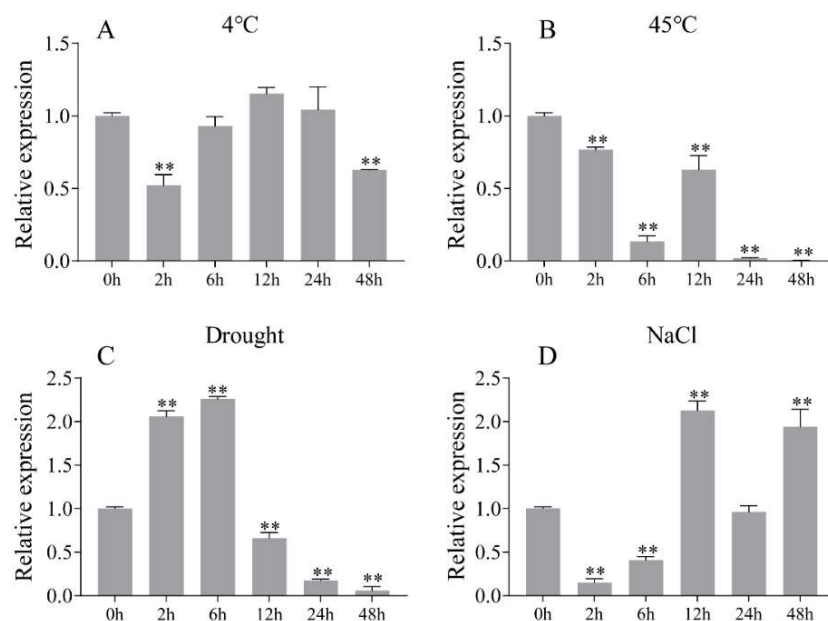 A
4°C
Relative expression
1.5
1.0
0.5
0.0
**
**
0h 2h 6h 12h 24h 48h
B
45°C
Relative expression
1.5
1.0
0.5
0.0
**
**
**
**
**
0h 2h 6h 12h 24h 48h
C
Drought
Relative expression
2.5
2.0
1.5
1.0
0.5
0.0
**
**
**
**
**
0h 2h 6h 12h 24h 48h
D
NaCl
Relative expression
2.5
2.0
1.5
1.0
0.5
0.0
**
**
**
**
0h 2h 6h 12h 24h 48h